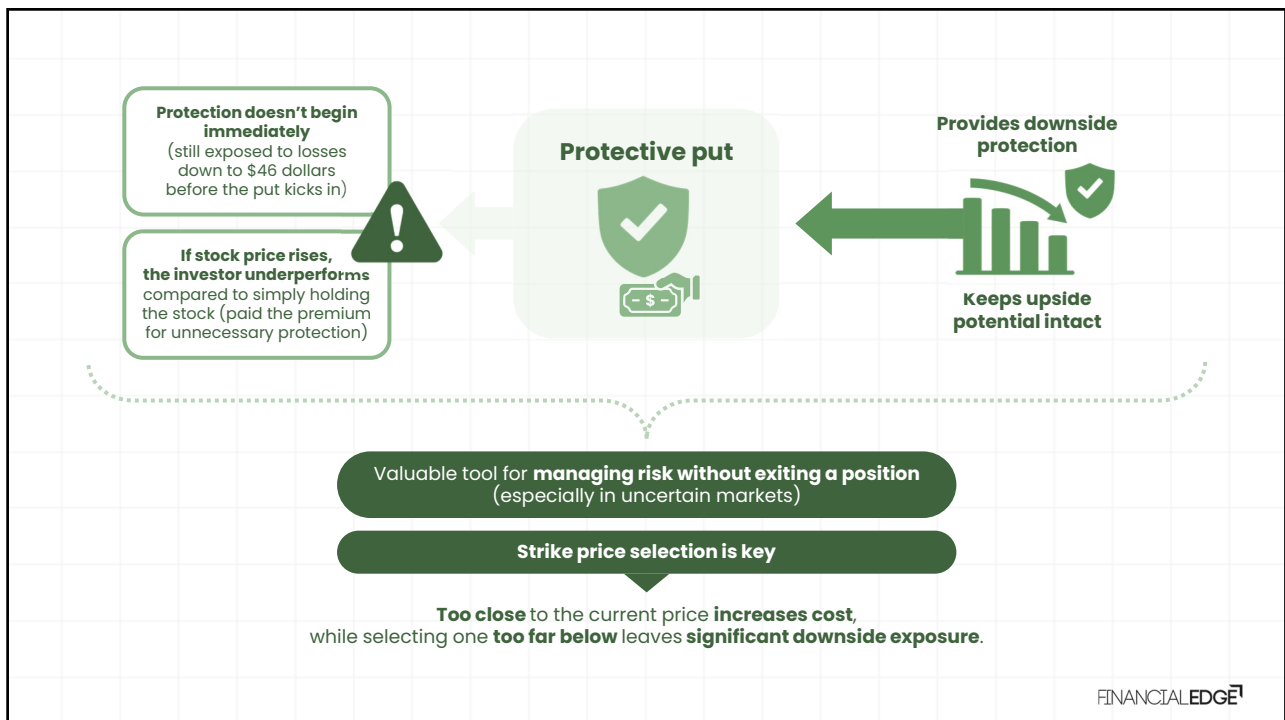 Protection doesn't begin
immediately
(still exposed to losses
down to $46 dollars
before the put kicks in)
If stock price rises,
the investor underperforms
compared to simply holding
the stock (paid the premium
for unnecessary protection)
!
Protective put
$
Provides downside
protection
Keeps upside
potential intact
Valuable tool for managing risk without exiting a position
(especially in uncertain markets)
Strike price selection is key
Too close to the current price increases cost,
while selecting one too far below leaves significant downside exposure.
FINANCIALEDGE